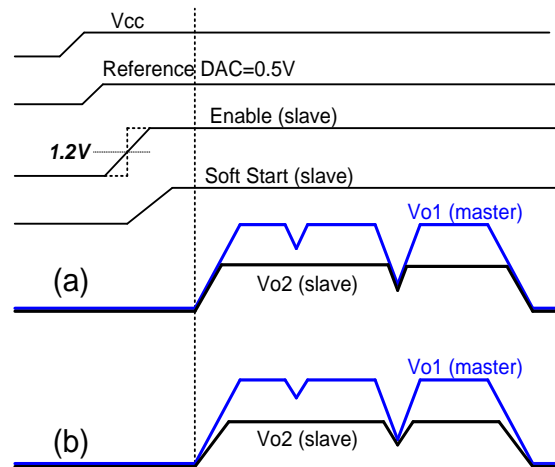 Vcc
Reference DAC=0.5V
Enable (slave)
1.2V
Soft Start (slave)
Vo1 (master)
(a)
Vo2 (slave)
Vo1 (master)
(b)
Vo2 (slave)